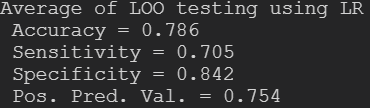 Average of LOO testing using LR
Accuracy = 0.786
Sensitivity = 0.705
Specificity = 0.842
Pos. Pred. Val. = 0.754